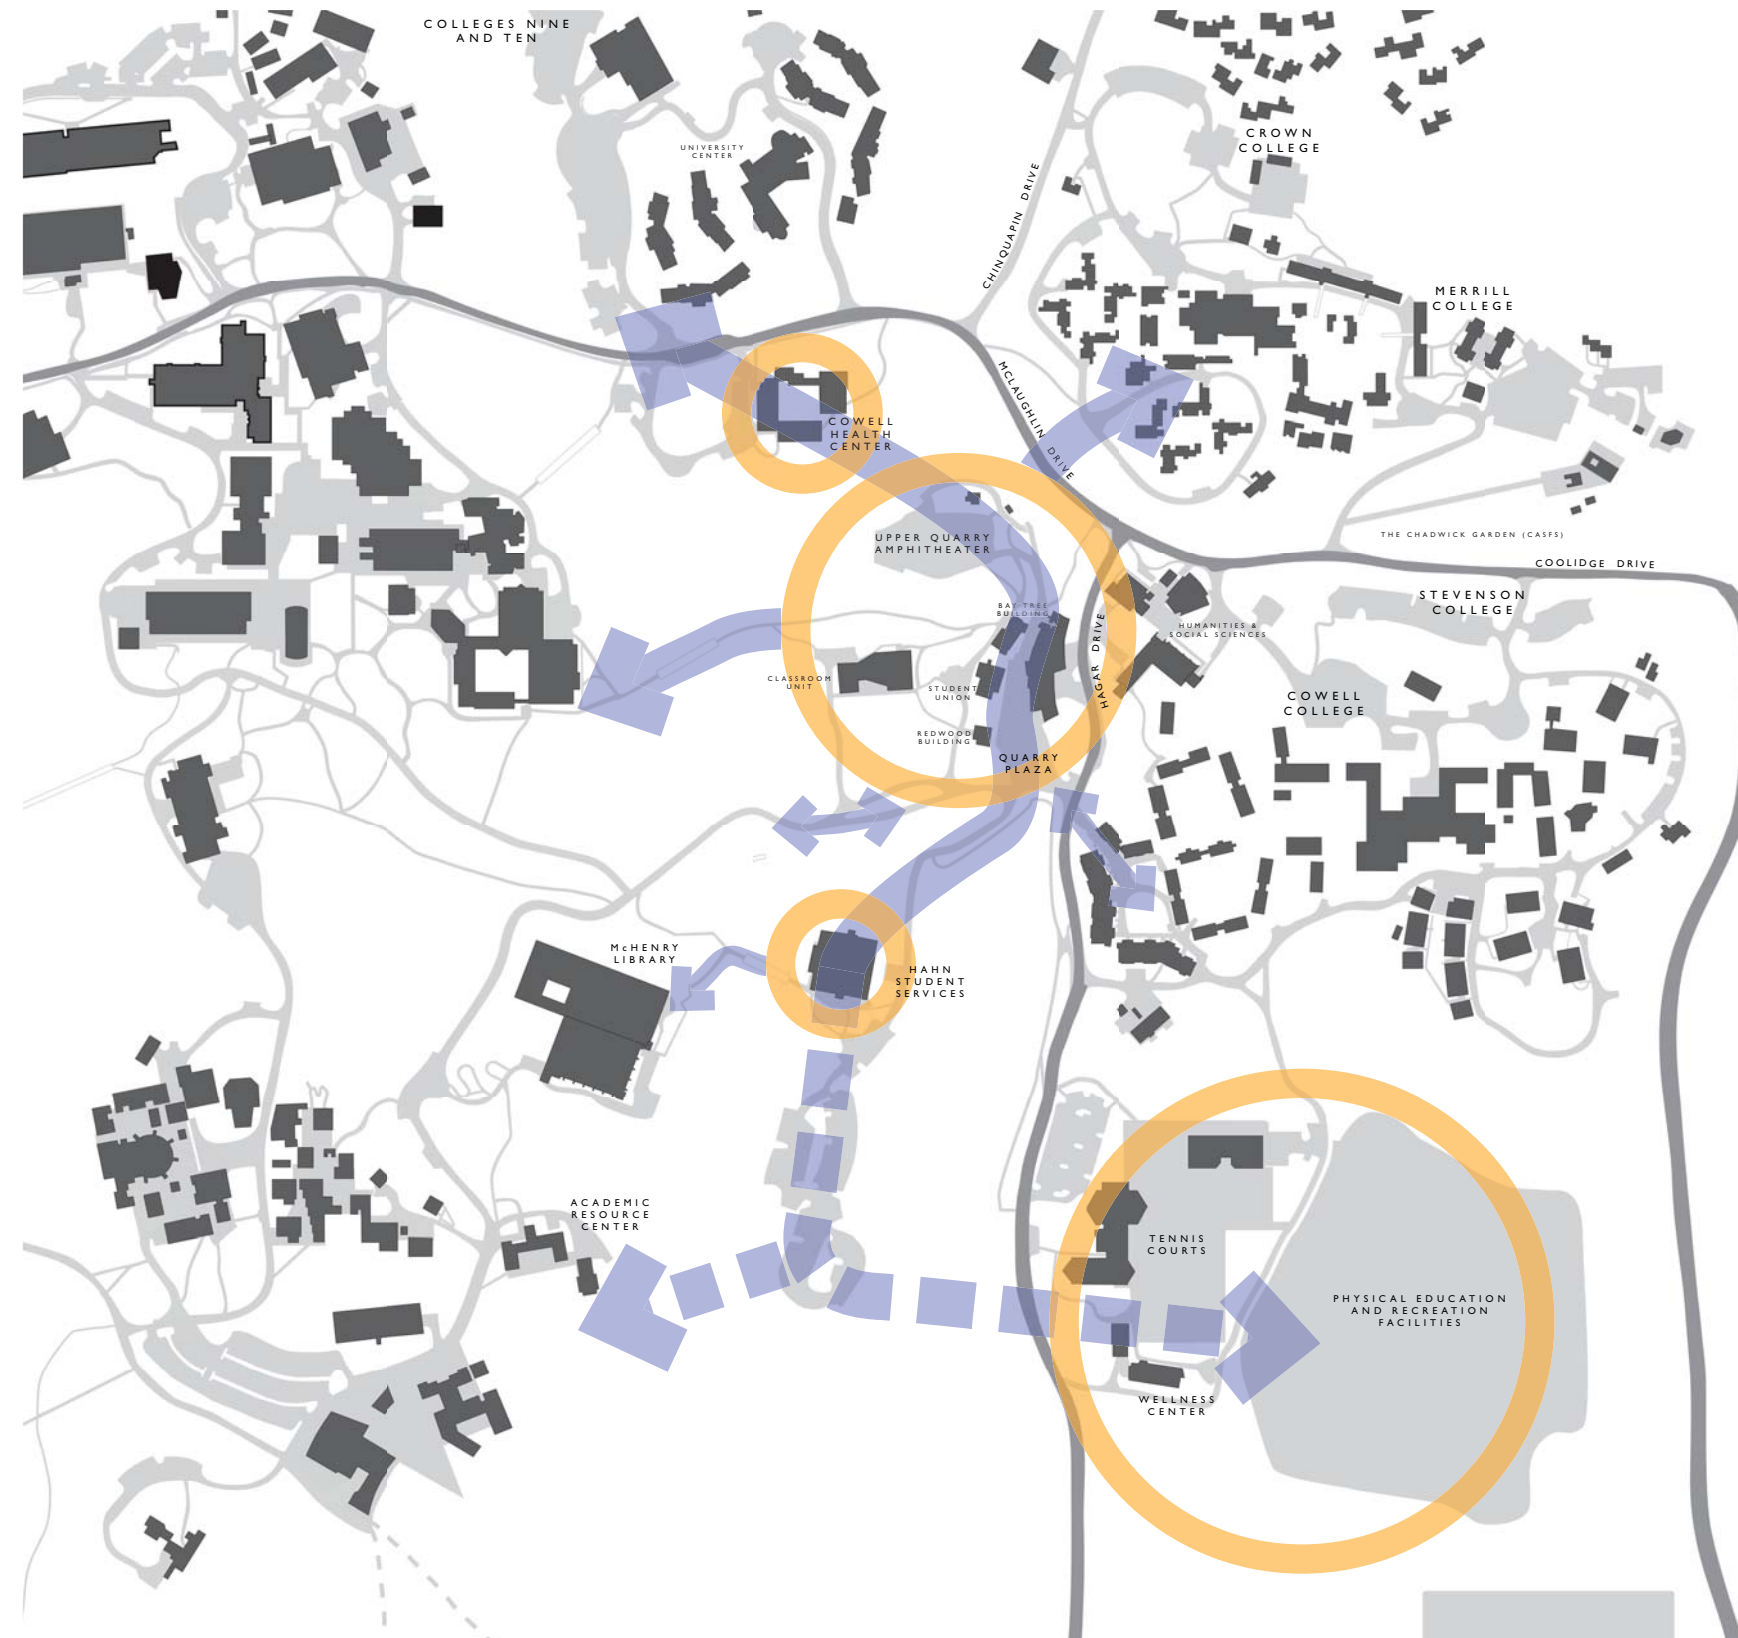 COLLEGES NINE
AND TEN
UNIVERSITY
CENTER
CROWN
COLLEGE
CHINQUAPIN DRIVE
MERRILL
COLLEGE
MCLAUGHLIN DRIVE
COWELL
HEALTH
CENTER
UPPER QUARRY
AMPHITHEATER
THE CHADWICK GARDEN (CASFS)
COOLIDGE DRIVE
STEVENSON
COLLEGE
BAY TREE
BUILDING
HUMANITIES &
SOCIAL SCIENCES
HAGAR DRIVE
CLASSROOM
UNIT
STUDENT
UNION
COWELL
COLLEGE
REDWOOD
BUILDING
QUARRY
PLAZA
McHENRY
LIBRARY
HAHN
STUDENT
SERVICES
ACADEMIC
RESOURCE
CENTER
TENNIS
COURTS
PHYSICAL EDUCATION
AND RECREATION
FACILITIES
WELLNESS
CENTER